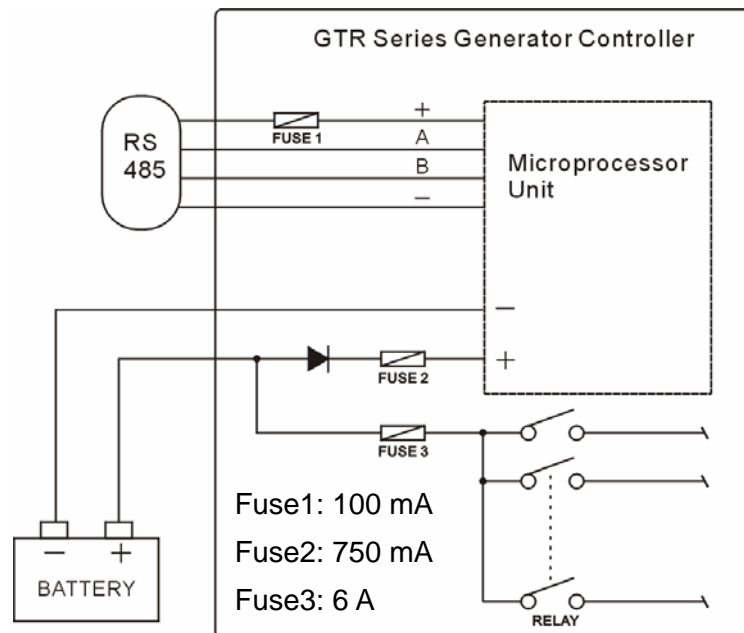 GTR Series Generator Controller
+
FUSE 1
A
RS
485
B
Microprocessor
Unit
−
−
+
FUSE 2
FUSE 3
Fuse1: 100 mA
Fuse2: 750 mA
− +
BATTERY
Fuse3: 6 A
RELAY